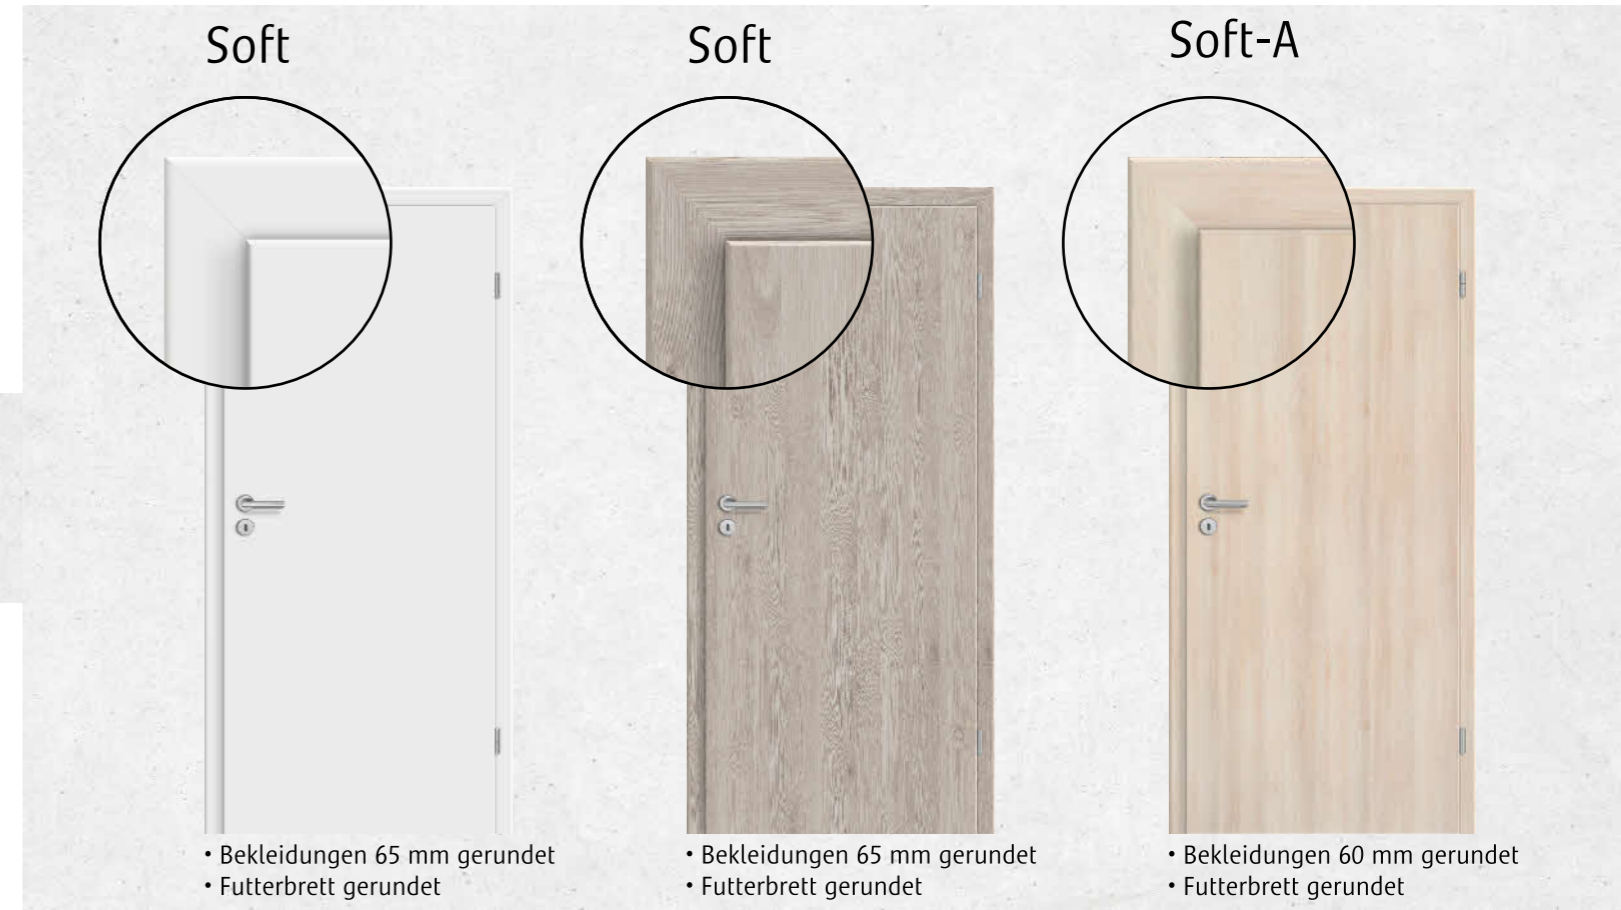 Soft
Soft
Soft-A
• Bekleidungen 65 mm gerundet
• Futterbrett gerundet
• Bekleidungen 65 mm gerundet
• Futterbrett gerundet
• Bekleidungen 60 mm gerundet
• Futterbrett gerundet